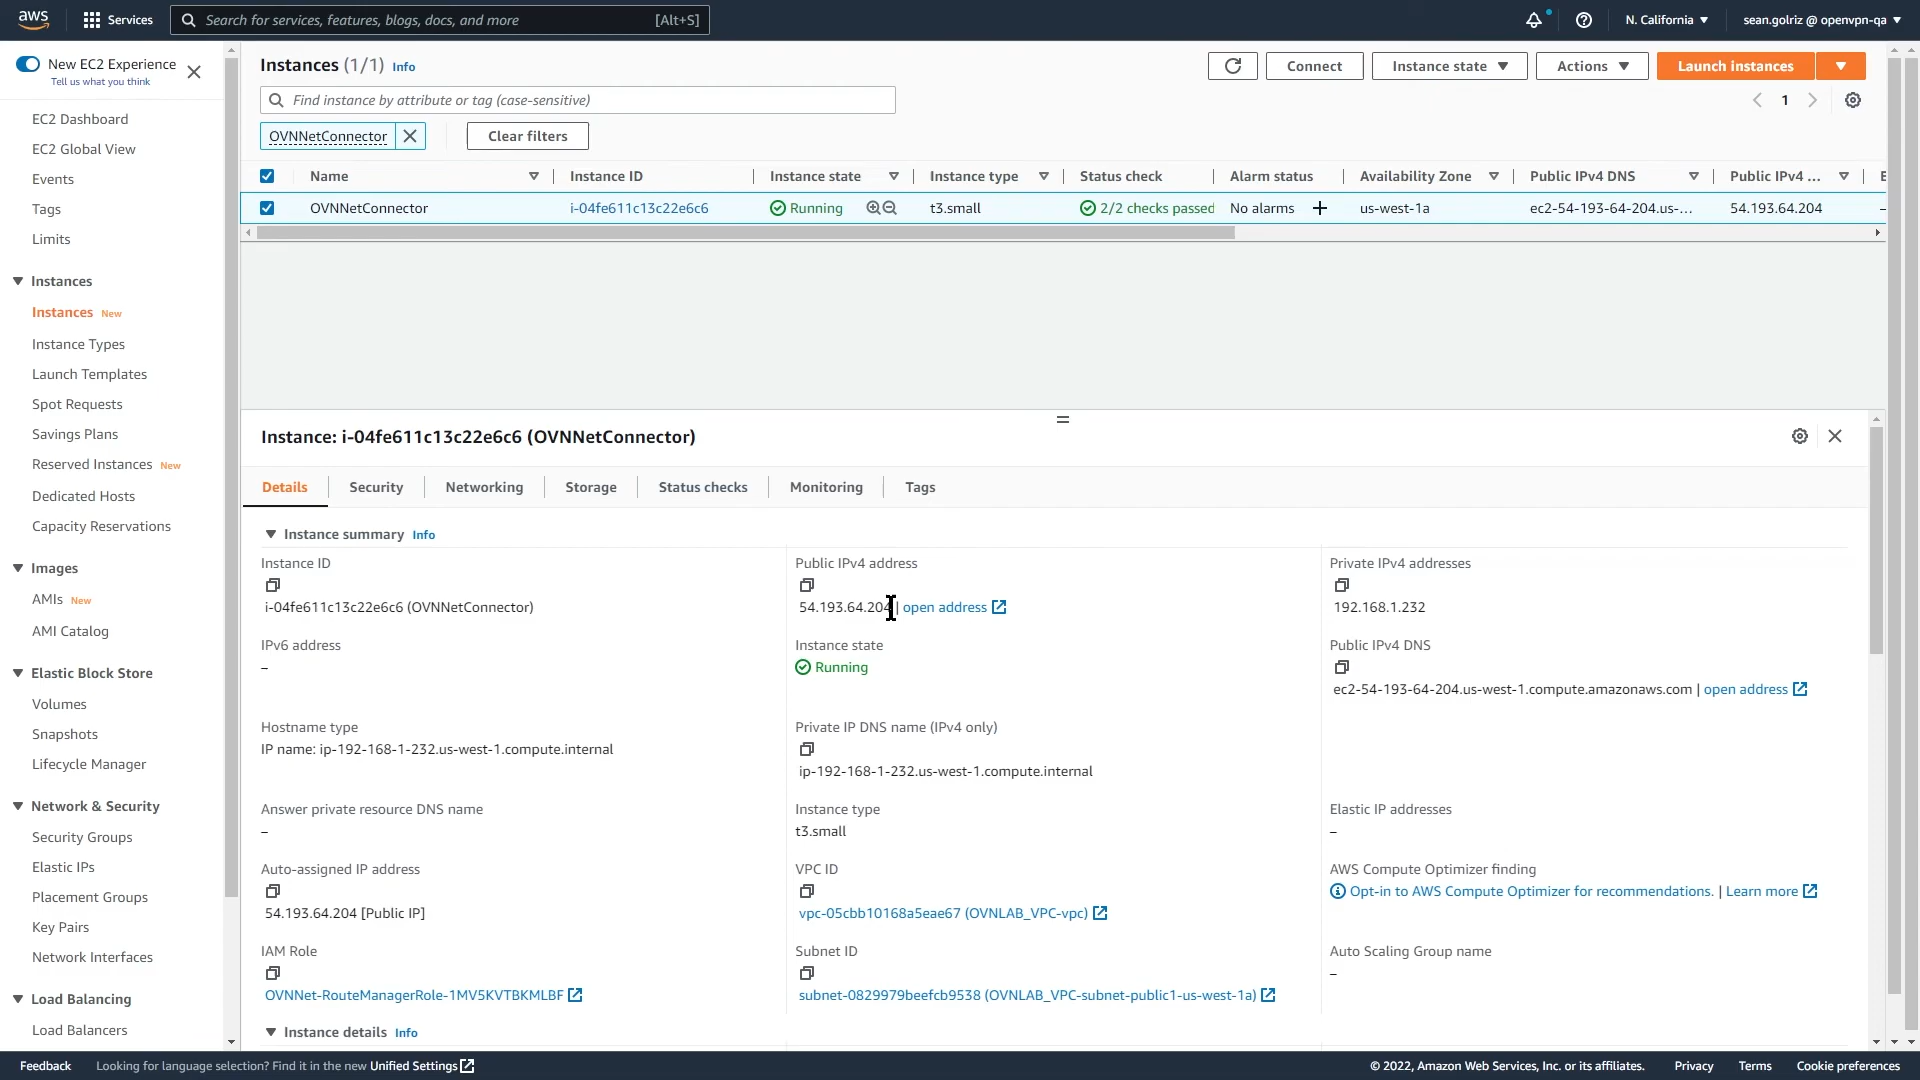 aws
Services
Search for services, features, blogs, docs, and more
[Alt+S]
N. California
sean.golriz @ openvpn-qa
New EC2 Experience
Tell us what you think
EC2 Dashboard
EC2 Global View
Events
Tags
Limits
Instances
Instances New
Instance Types
Launch Templates
Spot Requests
Savings Plans
Reserved Instances New
Dedicated Hosts
Capacity Reservations
Images
AMIs New
AMI Catalog
Elastic Block Store
Volumes
Snapshots
Lifecycle Manager
Network & Security
Security Groups
Elastic IPs
Placement Groups
Key Pairs
Network Interfaces
Load Balancing
Load Balancers
Instances (1/1) Info
Connect
Instance state
Actions
Launch instances
Find instance by attribute or tag (case-sensitive)
1
OVNNetConnector
Clear filters
Name Instance ID Instance state Instance type Status check Alarm status Availability Zone Public IPv4 DNS Public IPv4 ... E
OVNNetConnector i-04fe611c13c22e6c6 Running t3.small 2/2 checks passed No alarms + us-west-1a ec2-54-193-64-204.us-... 54.193.64.204 –
Instance: i-04fe611c13c22e6c6 (OVNNetConnector)
Details Security Networking Storage Status checks Monitoring Tags
Instance summary Info
Instance ID
i-04fe611c13c22e6c6 (OVNNetConnector)
Public IPv4 address
54.193.64.204 | open address
Private IPv4 addresses
192.168.1.232
IPv6 address
–
Instance state
Running
Public IPv4 DNS
ec2-54-193-64-204.us-west-1.compute.amazonaws.com | open address
Hostname type
IP name: ip-192-168-1-232.us-west-1.compute.internal
Private IP DNS name (IPv4 only)
ip-192-168-1-232.us-west-1.compute.internal
Answer private resource DNS name
–
Instance type
t3.small
Elastic IP addresses
–
Auto-assigned IP address
54.193.64.204 [Public IP]
VPC ID
vpc-05cbb10168a5eae67 (OVNLAB_VPC-vpc)
AWS Compute Optimizer finding
Opt-in to AWS Compute Optimizer for recommendations. | Learn more
IAM Role
OVNNet-RouteManagerRole-1MV5KVTBKMLBF
Subnet ID
subnet-0829979beefcb9538 (OVNLAB_VPC-subnet-public1-us-west-1a)
Auto Scaling Group name
–
Instance details Info
Feedback
Looking for language selection? Find it in the new Unified Settings
© 2022, Amazon Web Services, Inc. or its affiliates.
Privacy
Terms
Cookie preferences